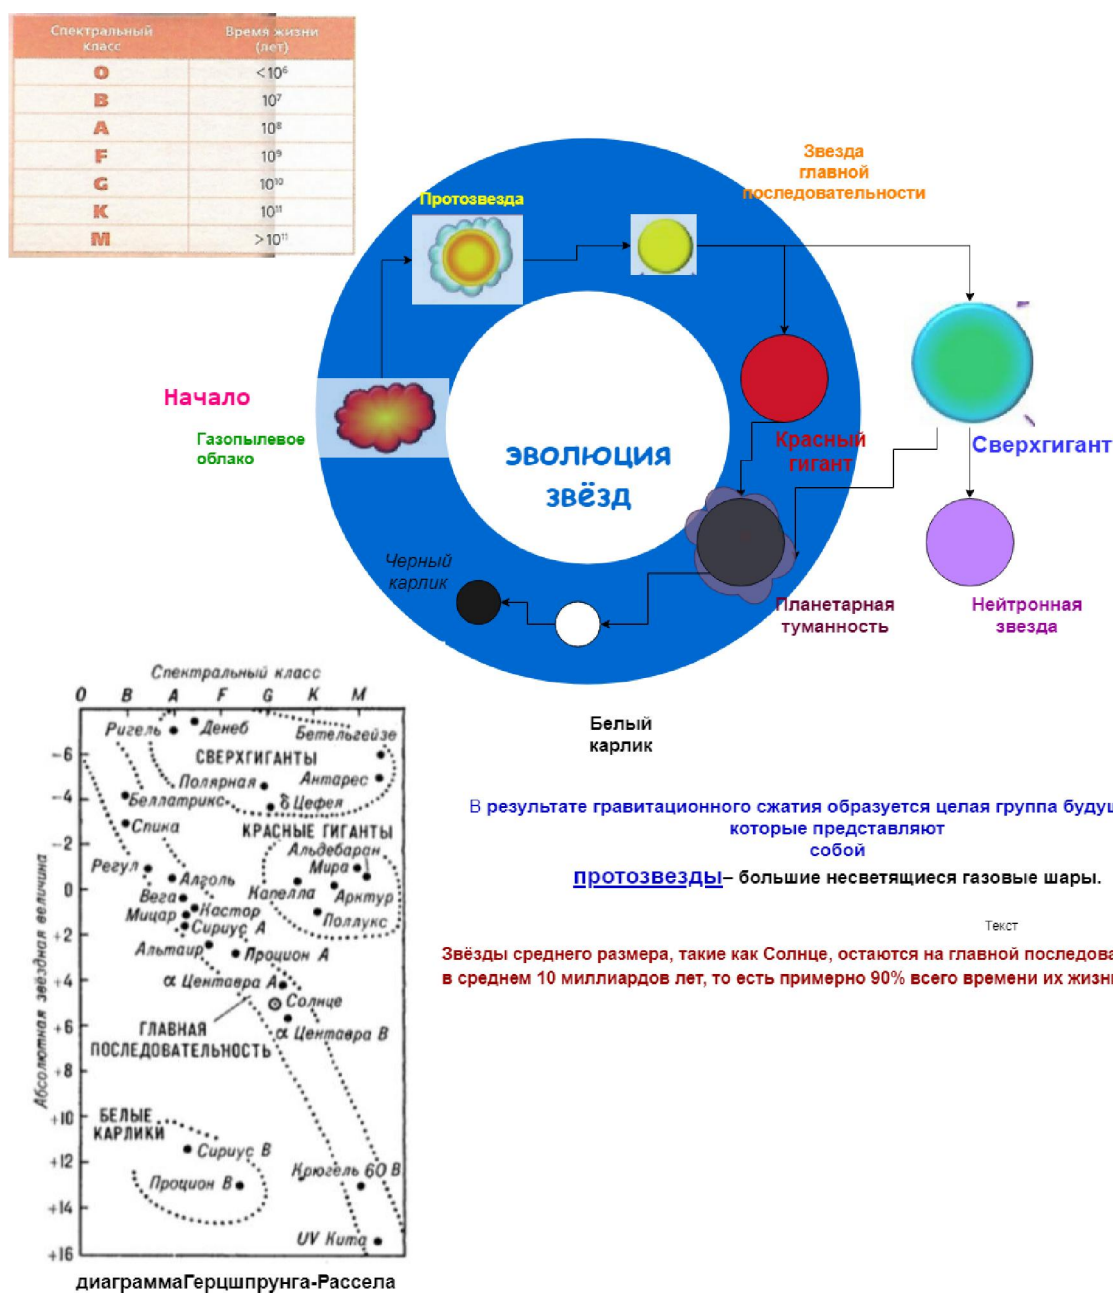 Спектральный класс
Время жизни (лет)
O <10⁶
B 10⁷
A 10⁸
F 10⁹
G 10¹⁰
K 10¹¹
M >10¹¹
Звезда
главной
последовательности
Протозвезда
Начало
Газопылевое
облако
ЭВОЛЮЦИЯ
ЗВЁЗД
Красный
гигант
Сверхгигант
Черный
карлик
Планетарная
туманность
Нейтронная
звезда
Белый
карлик
Спектральный класс
O B A F G K M
Ригель
Денеб
Бетельгейзе
СВЕРХГИГАНТЫ
Полярная
Антарес
δ Цефея
Беллатрикс
Спика
КРАСНЫЕ ГИГАНТЫ
Альдебаран
Регул
Мира
Алголь
Капелла
Вега
Арктур
Кастор
Мицар
Поллукс
Сириус А
Альтаир
Процион А
α Центавра А
Солнце
ГЛАВНАЯ
ПОСЛЕДОВАТЕЛЬНОСТЬ
α Центавра В
БЕЛЫЕ
КАРЛИКИ
Сириус В
Процион В
Крюгель 60 В
UV Кита
Абсолютная звёздная величина
-6
-4
-2
0
+2
+4
+6
+8
+10
+12
+14
+16
диаграммаГерцшпрунга-Рассела
В результате гравитационного сжатия образуется целая группа будущ
которые представляют
собой
протозвезды– большие несветящиеся газовые шары.
Текст
Звёзды среднего размера, такие как Солнце, остаются на главной последова
в среднем 10 миллиардов лет, то есть примерно 90% всего времени их жизн